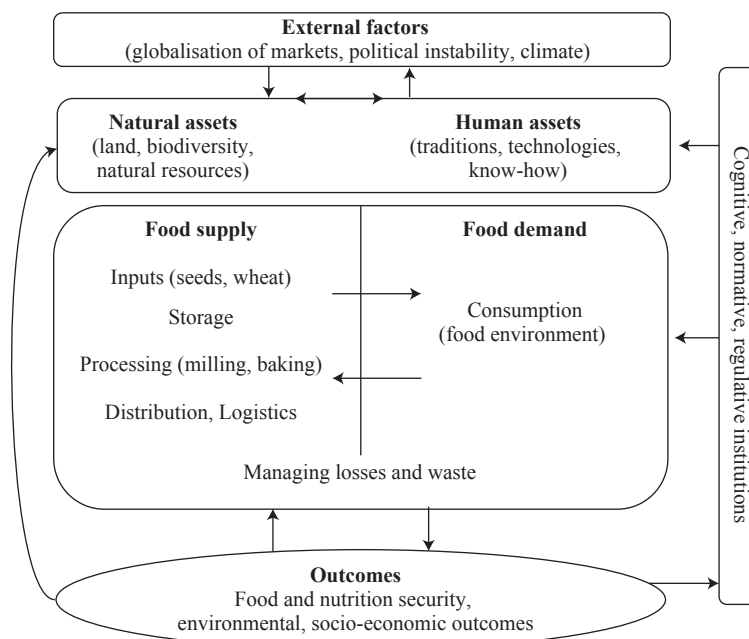 External factors
(globalisation of markets, political instability, climate)
Natural assets
(land, biodiversity,
natural resources)
Human assets
(traditions, technologies,
know-how)
Food supply
Inputs (seeds, wheat)
Storage
Processing (milling, baking)
Distribution, Logistics
Food demand
Consumption
(food environment)
Managing losses and waste
Outcomes
Food and nutrition security,
environmental, socio-economic outcomes
Cognitive, normative, regulative institutions